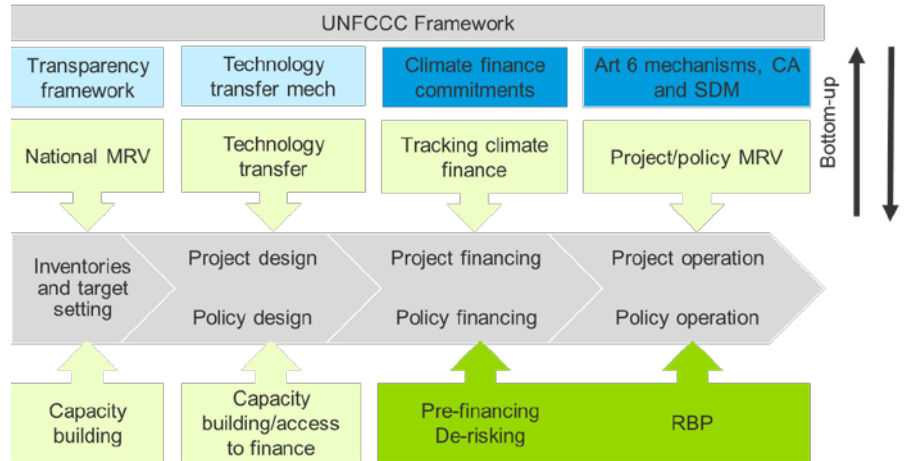 UNFCCC Framework
Transparency
framework
Technology
transfer mech
Climate finance
commitments
Art 6 mechanisms, CA
and SDM
Bottom-up
National MRV
Technology
transfer
Tracking climate
finance
Project/policy MRV
Inventories
and target
setting
Project design
Policy design
Project financing
Policy financing
Project operation
Policy operation
Capacity
building
Capacity
building/access
to finance
Pre-financing
De-risking
RBP